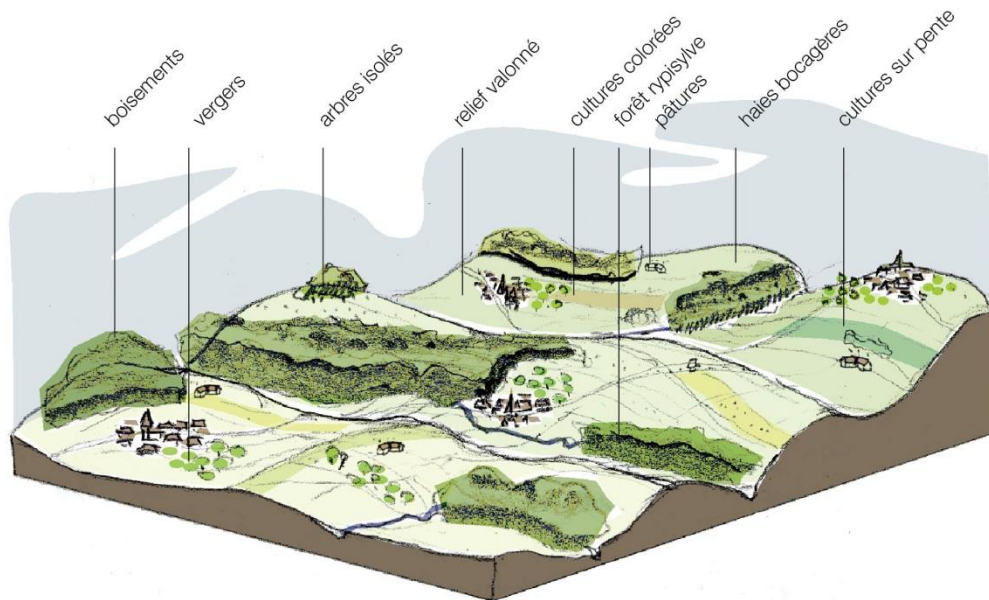 boisements
vergers
arbres isolés
relief valonné
cultures colorées
forêt rypisylve
pâtures
haies bocagères
cultures sur pente